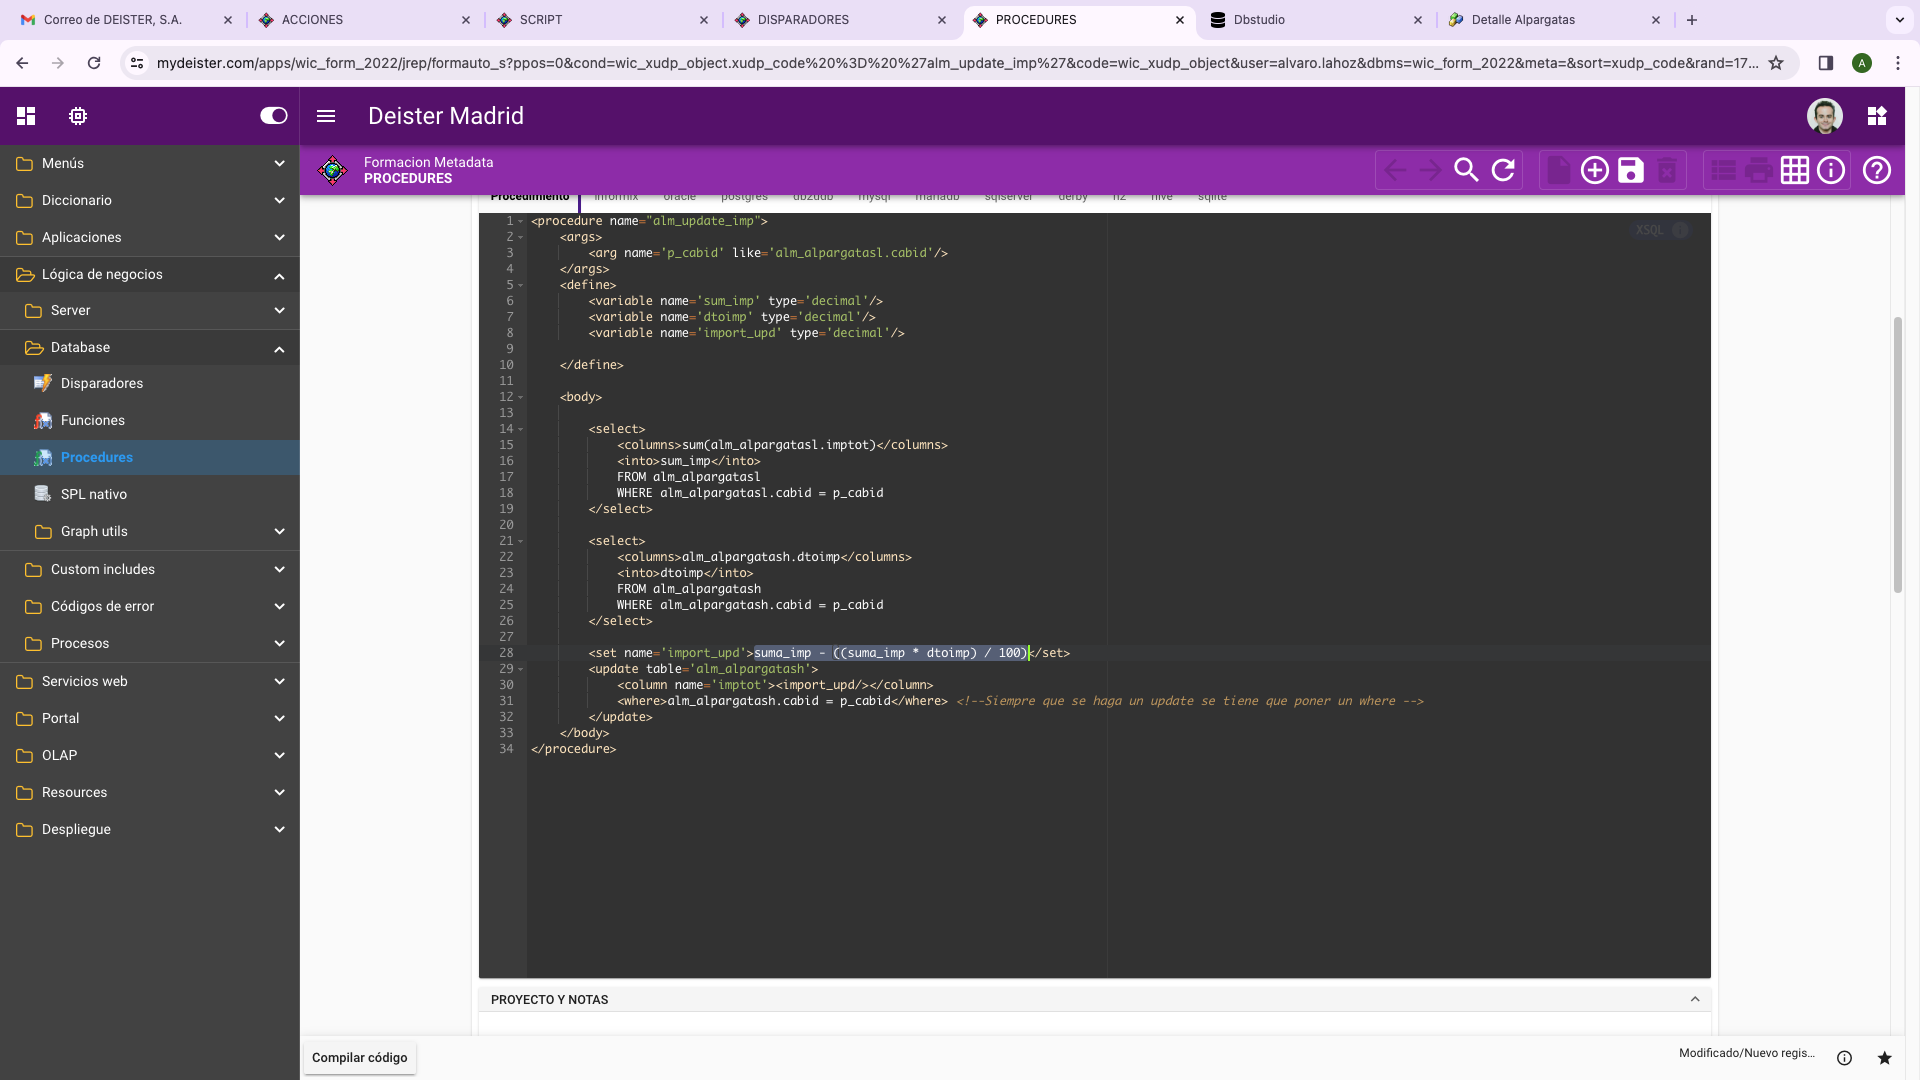 Correo de DEISTER, S.A.
ACCIONES
SCRIPT
DISPARADORES
PROCEDURES
Dbstudio
Detalle Alpargatas
mydeister.com/apps/wic_form_2022/jrep/formauto_s?ppos=0&cond=wic_xudp_object.xudp_code%20%3D%20%27alm_update_imp%27&code=wic_xudp_object&user=alvaro.lahoz&dbms=wic_form_2022&meta=&sort=xudp_code&rand=17...
A
Deister Madrid
Formacion Metadata
PROCEDURES
Menús
Diccionario
Aplicaciones
Lógica de negocios
Server
Database
Disparadores
Funciones
Procedures
SPL nativo
Graph utils
Custom includes
Códigos de error
Procesos
Servicios web
Portal
OLAP
Resources
Despliegue
Procedimiento informix oracle postgres db2udb mysql mariadb sqlserver derby h2 hive sqlite
XSQL
1 <procedure name="alm_update_imp">
2 <args>
3 <arg name='p_cabid' like='alm_alpargatasl.cabid'/>
4 </args>
5 <define>
6 <variable name='sum_imp' type='decimal'/>
7 <variable name='dtoimp' type='decimal'/>
8 <variable name='import_upd' type='decimal'/>
9
10 </define>
11
12 <body>
13
14 <select>
15 <columns>sum(alm_alpargatasl.imptot)</columns>
16 <into>sum_imp</into>
17 FROM alm_alpargatasl
18 WHERE alm_alpargatasl.cabid = p_cabid
19 </select>
20
21 <select>
22 <columns>alm_alpargatash.dtoimp</columns>
23 <into>dtoimp</into>
24 FROM alm_alpargatash
25 WHERE alm_alpargatash.cabid = p_cabid
26 </select>
27
28 <set name='import_upd'>suma_imp - ((suma_imp * dtoimp) / 100)</set>
29 <update table='alm_alpargatash'>
30 <column name='imptot'><import_upd/></column>
31 <where>alm_alpargatash.cabid = p_cabid</where> <!--Siempre que se haga un update se tiene que poner un where -->
32 </update>
33 </body>
34 </procedure>
PROYECTO Y NOTAS
Compilar código
Modificado/Nuevo regis...